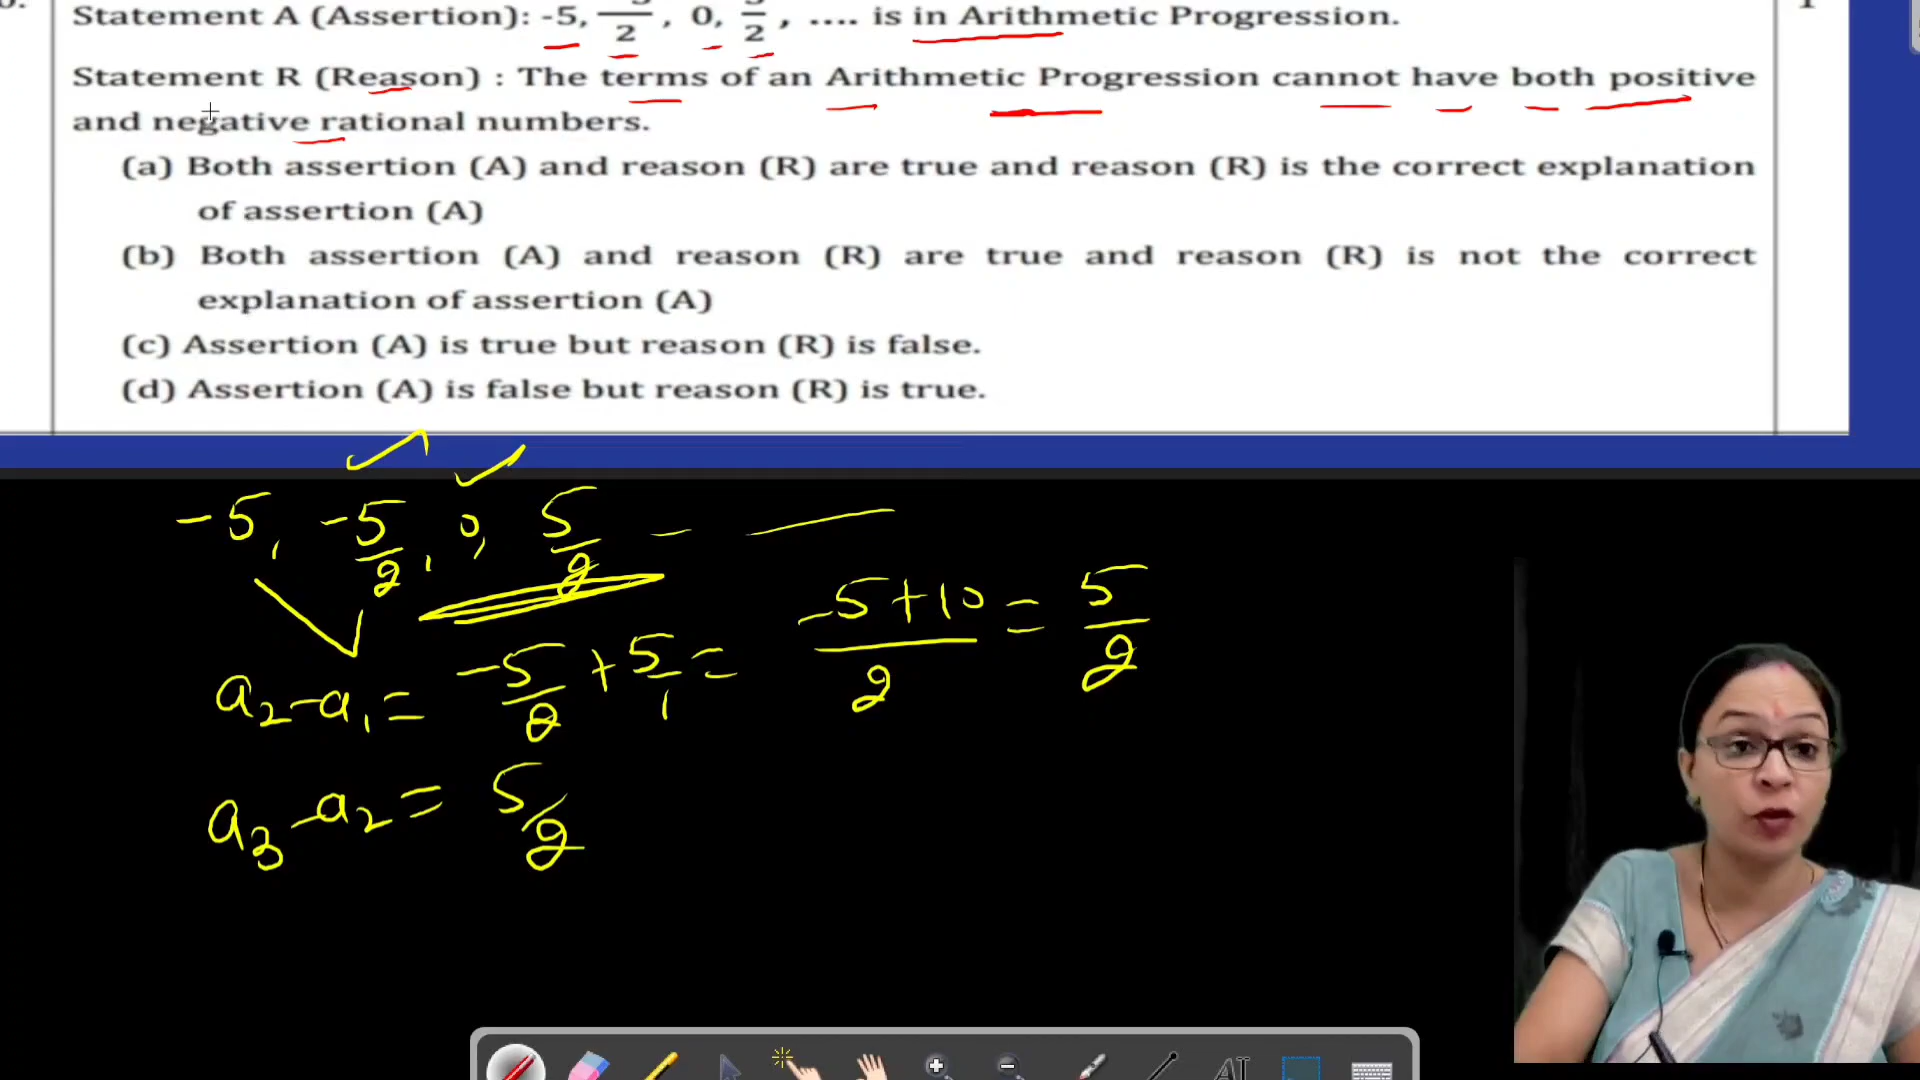 Statement A (Assertion): -5, -5/2, 0, 5/2, .... is in Arithmetic Progression.
Statement R (Reason) : The terms of an Arithmetic Progression cannot have both positive
and negative rational numbers.
(a) Both assertion (A) and reason (R) are true and reason (R) is the correct explanation
of assertion (A)
(b) Both assertion (A) and reason (R) are true and reason (R) is not the correct
explanation of assertion (A)
(c) Assertion (A) is true but reason (R) is false.
(d) Assertion (A) is false but reason (R) is true.
-5, -5/2, 0, 5/2 - —
a₂-a₁= -5/2 + 5/1 = -5+10/2 = 5/2
a₃-a₂= 5/2